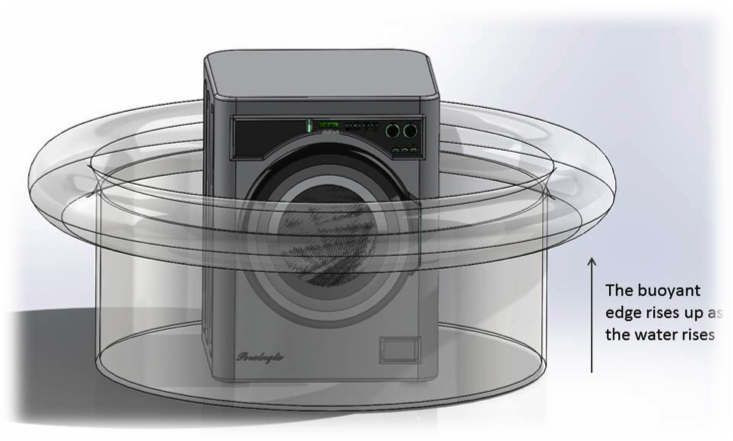 The buoyant
edge rises up as
the water rises